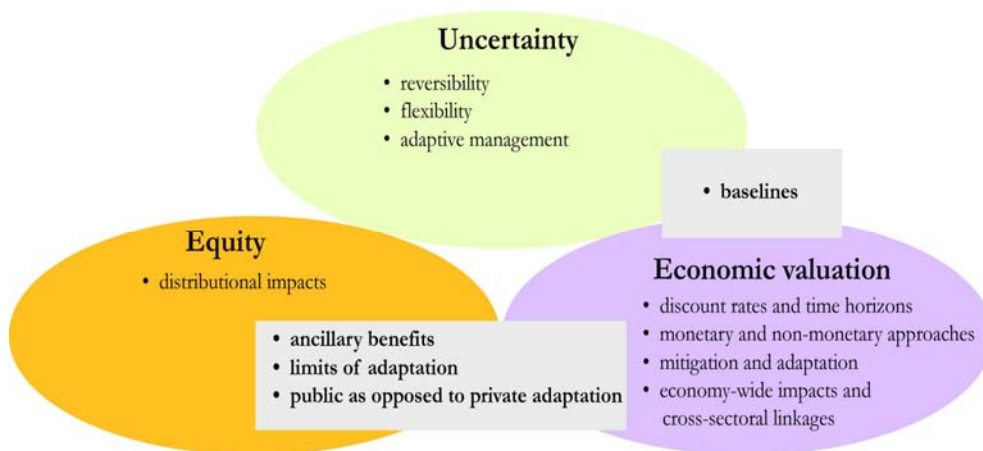 Uncertainty
• reversibility
• flexibility
• adaptive management
• baselines
Equity
• distributional impacts
Economic valuation
• discount rates and time horizons
• monetary and non-monetary approaches
• mitigation and adaptation
• economy-wide impacts and
cross-sectoral linkages
• ancillary benefits
• limits of adaptation
• public as opposed to private adaptation